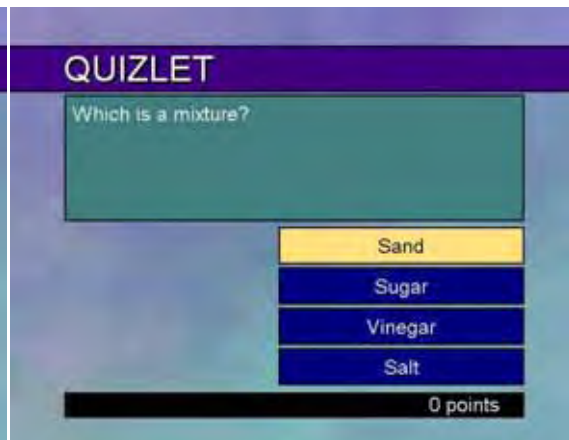 QUIZLET
Which is a mixture?
Sand
Sugar
Vinegar
Salt
0 points